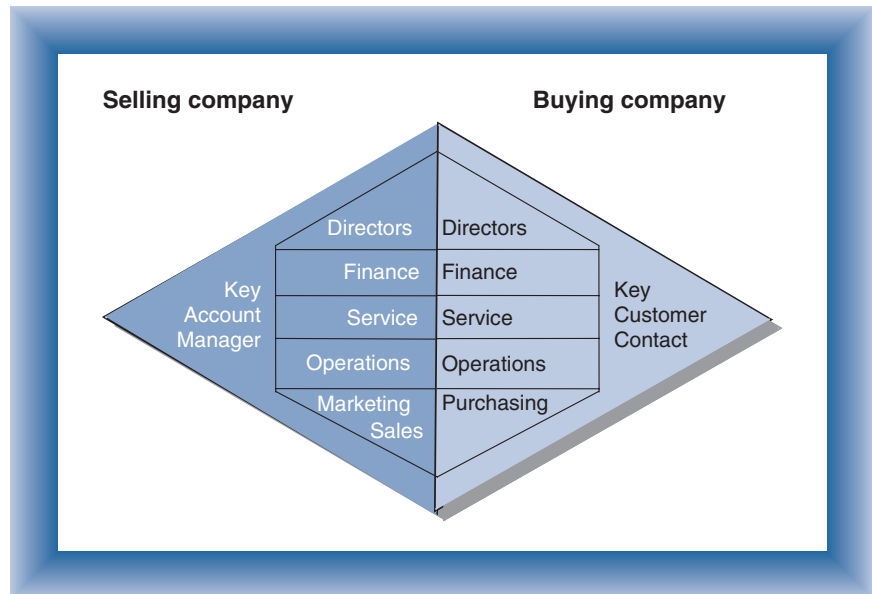 Selling company
Buying company
Directors
Directors
Finance
Finance
Key
Account
Manager
Key
Customer
Contact
Service
Service
Operations
Operations
Marketing
Sales
Purchasing